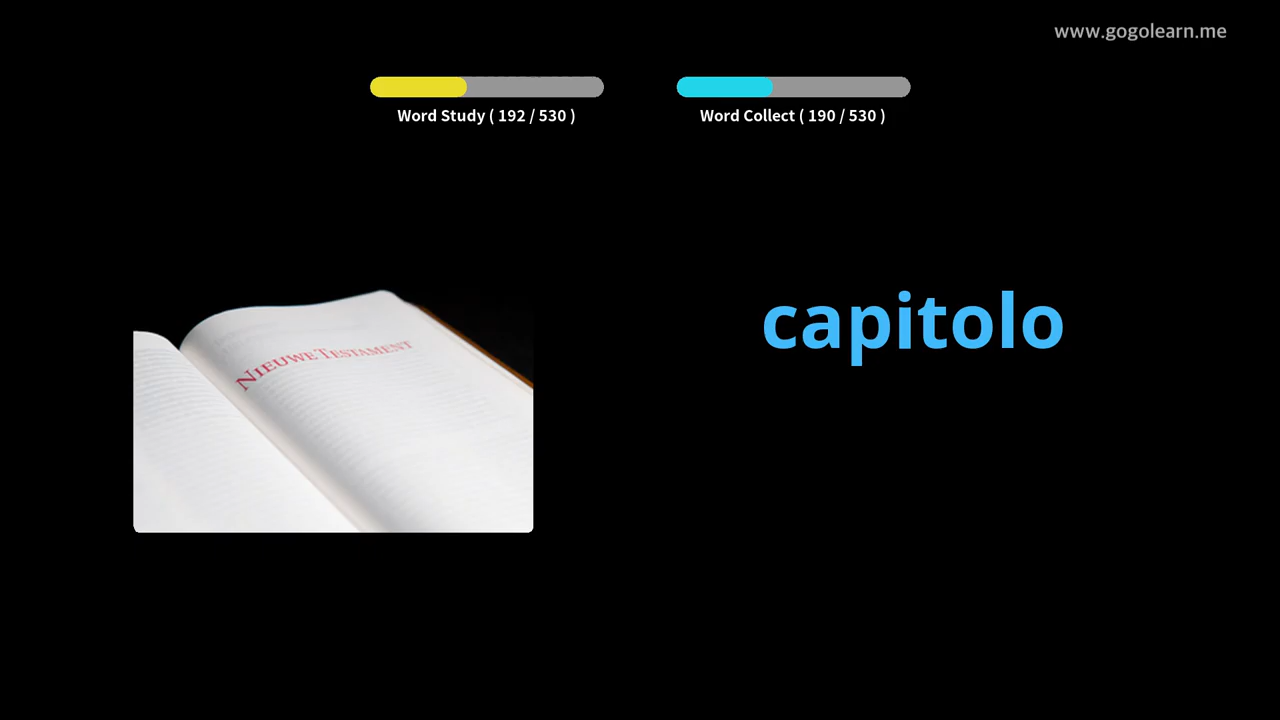 www.gogolearn.me
Word Study ( 192 / 530 )
Word Collect ( 190 / 530 )
NIEUWE TESTAMENT
capitolo